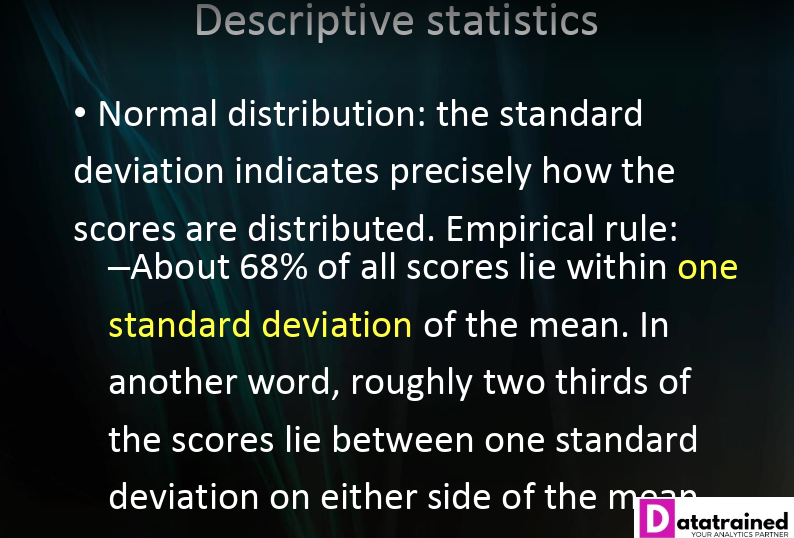 Descriptive statistics
• Normal distribution: the standard
deviation indicates precisely how the
scores are distributed. Empirical rule:
–About 68% of all scores lie within one
standard deviation of the mean. In
another word, roughly two thirds of
the scores lie between one standard
deviation on either side of the mean
Datatrained
YOUR ANALYTICS PARTNER